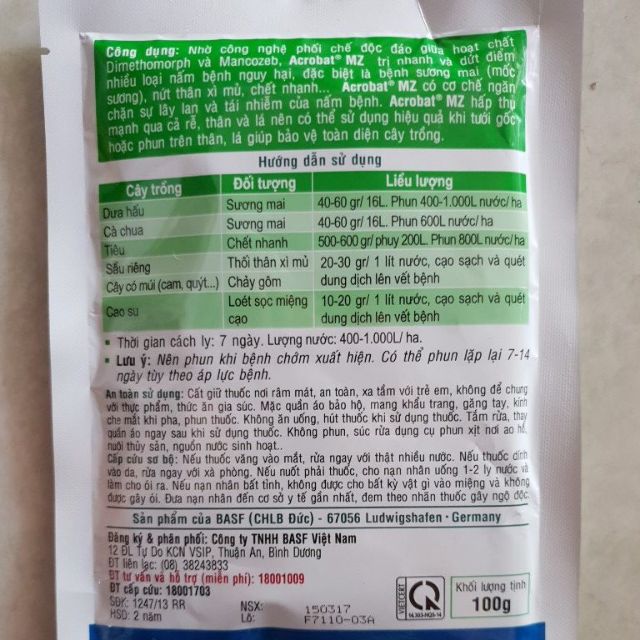 Công dụng: Nhờ công nghệ phối chế độc đáo giữa hoạt chất
Dimethomorph và Mancozeb, Acrobat® MZ trị nhanh và dứt điểm
nhiều loại nấm bệnh nguy hại, đặc biệt là bệnh sương mai (mốc
sương), nứt thân xì mủ, chết nhanh... Acrobat® MZ có cơ chế ngăn
chặn sự lây lan và tái nhiễm của nấm bệnh. Acrobat® MZ hấp thụ
mạnh qua cả rễ, thân và lá nên có thể sử dụng hiệu quả khi tưới gốc
hoặc phun trên thân, lá giúp bảo vệ toàn diện cây trồng.
Hướng dẫn sử dụng
Cây trồng Đối tượng Liều lượng
Dưa hấu Sương mai 40-60 gr/ 16L. Phun 400-1.000L nước/ ha
Cà chua Sương mai 40-60 gr/ 16L. Phun 600L nước/ ha
Tiêu Chết nhanh 500-600 gr/ phuy 200L. Phun 800L nước/ ha
Sầu riêng Thối thân xì mủ 20-30 gr/ 1 lít nước, cạo sạch và quét
Cây có múi (cam, quýt...) Chảy gôm dung dịch lên vết bệnh
Cao su Loét sọc miệng 10-20 gr/ 1 lít nước, cạo sạch và quét
cạo dung dịch lên vết bệnh
▪ Thời gian cách ly: 7 ngày. Lượng nước: 400-1.000L/ ha.
▪ Lưu ý: Nên phun khi bệnh chớm xuất hiện. Có thể phun lặp lại 7-14
ngày tùy theo áp lực bệnh.
An toàn sử dụng: Cất giữ thuốc nơi râm mát, an toàn, xa tầm với trẻ em, không để chung
với thực phẩm, thức ăn gia súc. Mặc quần áo bảo hộ, mang khẩu trang, găng tay, kính
che mắt khi pha, phun thuốc. Không ăn uống, hút thuốc khi sử dụng thuốc. Tắm rửa, thay
quần áo ngay sau khi sử dụng thuốc. Không phun, súc rửa dụng cụ phun xịt nơi ao hồ,
nuôi thủy sản, nguồn nước sinh hoạt..
Cấp cứu sơ bộ: Nếu thuốc văng vào mắt, rửa ngay với thật nhiều nước. Nếu thuốc dính
vào da, rửa ngay với xà phòng. Nếu nuốt phải thuốc, cho nạn nhân uống 1-2 ly nước và
làm cho ói ra. Nếu nạn nhân bất tỉnh, không được cho bất kỳ vật gì vào miệng và không
được gây ói. Đưa nạn nhân đến cơ sở y tế gần nhất, đem theo nhãn thuốc gây ngộ độc.
Sản phẩm của BASF (CHLB Đức) - 67056 Ludwigshafen · Germany
Đăng ký & phân phối: Công ty TNHH BASF Việt Nam
12 ĐL Tự Do KCN VSIP, Thuận An, Bình Dương
ĐT liên lạc: (08) 38243833
ĐT tư vấn và hỗ trợ (miễn phí): 18001009
ĐT cấp cứu: 18001703
SĐK: 1247/13 RR
HSD: 2 năm
NSX: 150317
Lô: F7110-03A
VIETCERT
Khối lượng tịnh
100g